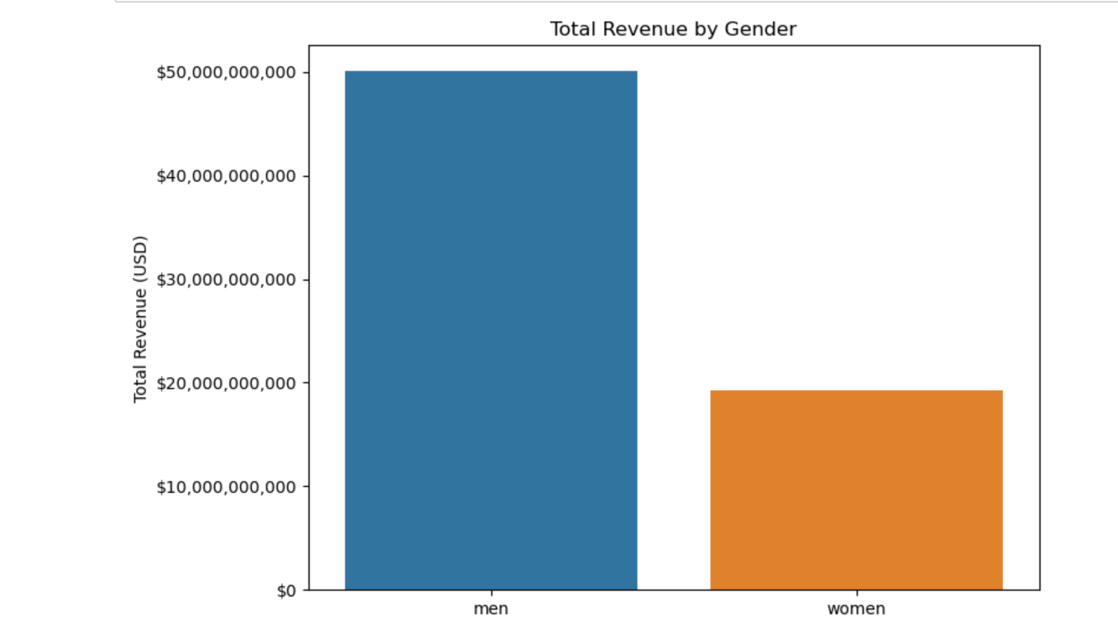 Total Revenue by Gender
$50,000,000,000
$40,000,000,000
$30,000,000,000
$20,000,000,000
$10,000,000,000
$0
Total Revenue (USD)
men
women